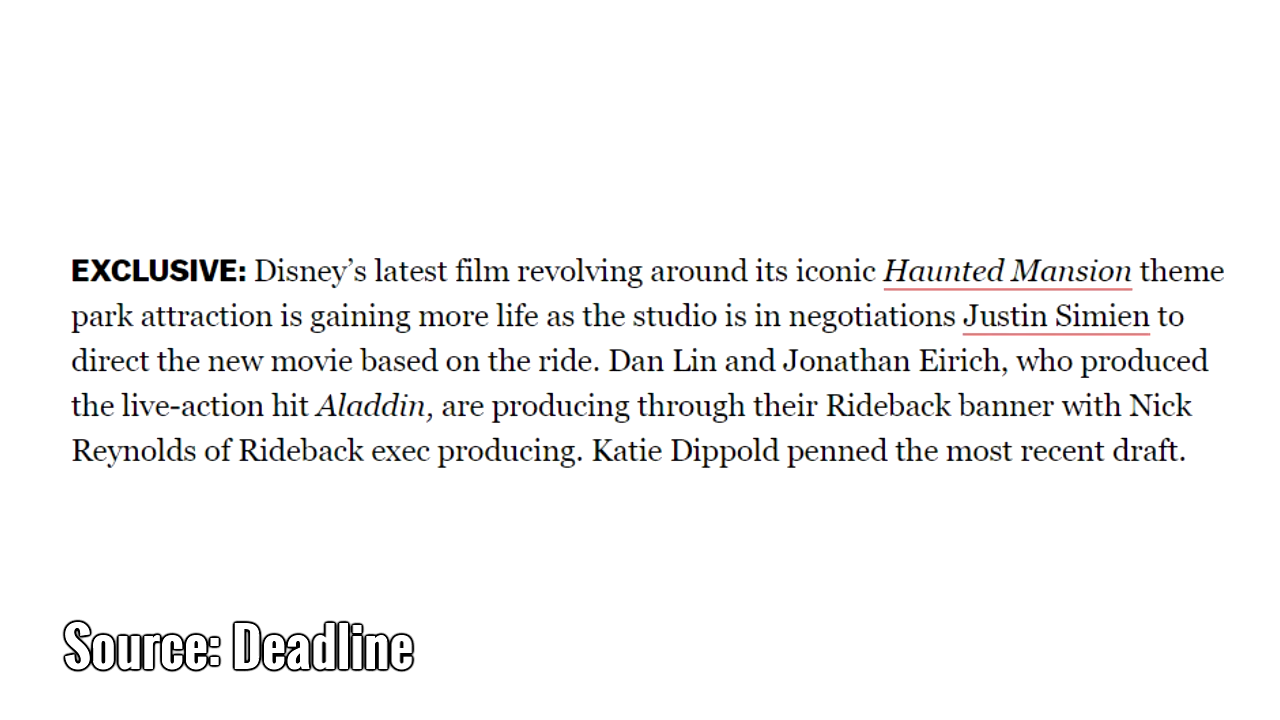 EXCLUSIVE: Disney’s latest film revolving around its iconic Haunted Mansion theme
park attraction is gaining more life as the studio is in negotiations Justin Simien to
direct the new movie based on the ride. Dan Lin and Jonathan Eirich, who produced
the live-action hit Aladdin, are producing through their Rideback banner with Nick
Reynolds of Rideback exec producing. Katie Dippold penned the most recent draft.
Source: Deadline